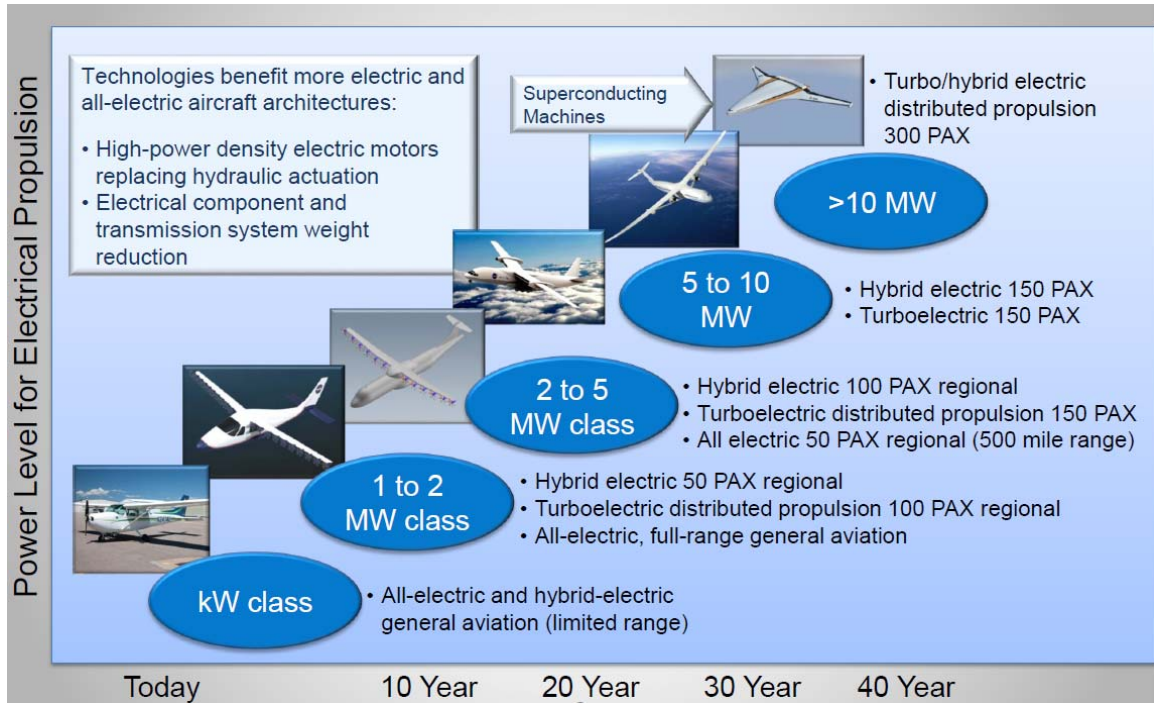 Power Level for Electrical Propulsion
Technologies benefit more electric and
all-electric aircraft architectures:
• High-power density electric motors
replacing hydraulic actuation
• Electrical component and
transmission system weight
reduction
Superconducting
Machines
• Turbo/hybrid electric
distributed propulsion
300 PAX
>10 MW
5 to 10
MW
• Hybrid electric 150 PAX
• Turboelectric 150 PAX
2 to 5
MW class
• Hybrid electric 100 PAX regional
• Turboelectric distributed propulsion 150 PAX
• All electric 50 PAX regional (500 mile range)
1 to 2
MW class
• Hybrid electric 50 PAX regional
• Turboelectric distributed propulsion 100 PAX regional
• All-electric, full-range general aviation
kW class
• All-electric and hybrid-electric
general aviation (limited range)
Today 10 Year 20 Year 30 Year 40 Year